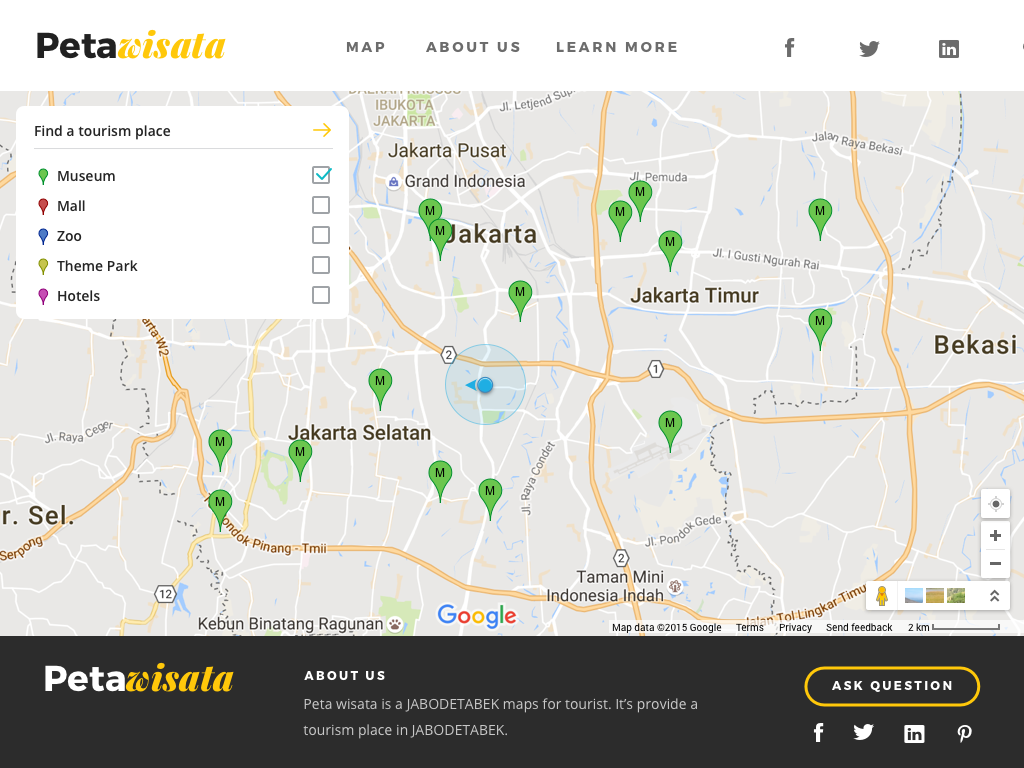 Petawisata
MAP
ABOUT US
LEARN MORE
Find a tourism place
Museum
Mall
Zoo
Theme Park
Hotels
IBUKOTA
JAKARTA
Jl. Letjend Sup
Jakarta Pusat
Grand Indonesia
Jl. Pemuda
Jalan Raya Bekasi
M
M
M
M
M
M
Jakarta
M
Jl. I Gusti Ngurah Rai
Jakarta Timur
M
M
Bekasi
arta W2
2
1
M
Jl. Raya Ceger
Jakarta Selatan
M
M
M
M
M
M
Jl. Raya Condet
r. Sel.
Serpong
ondok Pinang - Tmii
Jl. Pondok Gede
2
Taman Mini
Indonesia Indah
12
Kebun Binatang Ragunan
Google
Jalan Tol Lingkar Timu
Map data ©2015 Google
Terms
Privacy
Send feedback
2 km
Petawisata
ABOUT US
Peta wisata is a JABODETABEK maps for tourist. It's provide a
tourism place in JABODETABEK.
ASK QUESTION